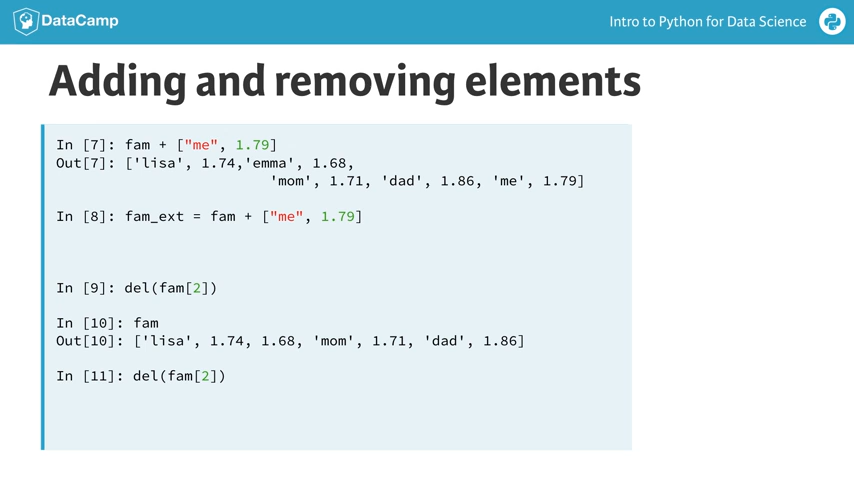 DataCamp
Intro to Python for Data Science
Adding and removing elements
In [7]: fam + ["me", 1.79]
Out[7]: ['lisa', 1.74,'emma', 1.68,
'mom', 1.71, 'dad', 1.86, 'me', 1.79]
In [8]: fam_ext = fam + ["me", 1.79]
In [9]: del(fam[2])
In [10]: fam
Out[10]: ['lisa', 1.74, 1.68, 'mom', 1.71, 'dad', 1.86]
In [11]: del(fam[2])